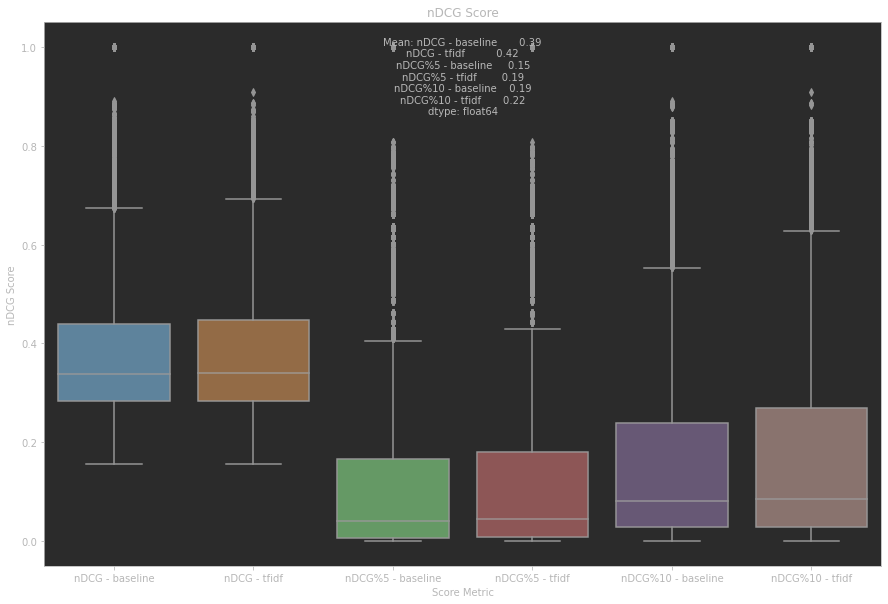 nDCG Score
Mean: nDCG - baseline 0.39
nDCG - tfidf 0.42
nDCG%5 - baseline 0.15
nDCG%5 - tfidf 0.19
nDCG%10 - baseline 0.19
nDCG%10 - tfidf 0.22
dtype: float64
nDCG Score
1.0
0.8
0.6
0.4
0.2
0.0
nDCG - baseline nDCG - tfidf nDCG%5 - baseline nDCG%5 - tfidf nDCG%10 - baseline nDCG%10 - tfidf
Score Metric